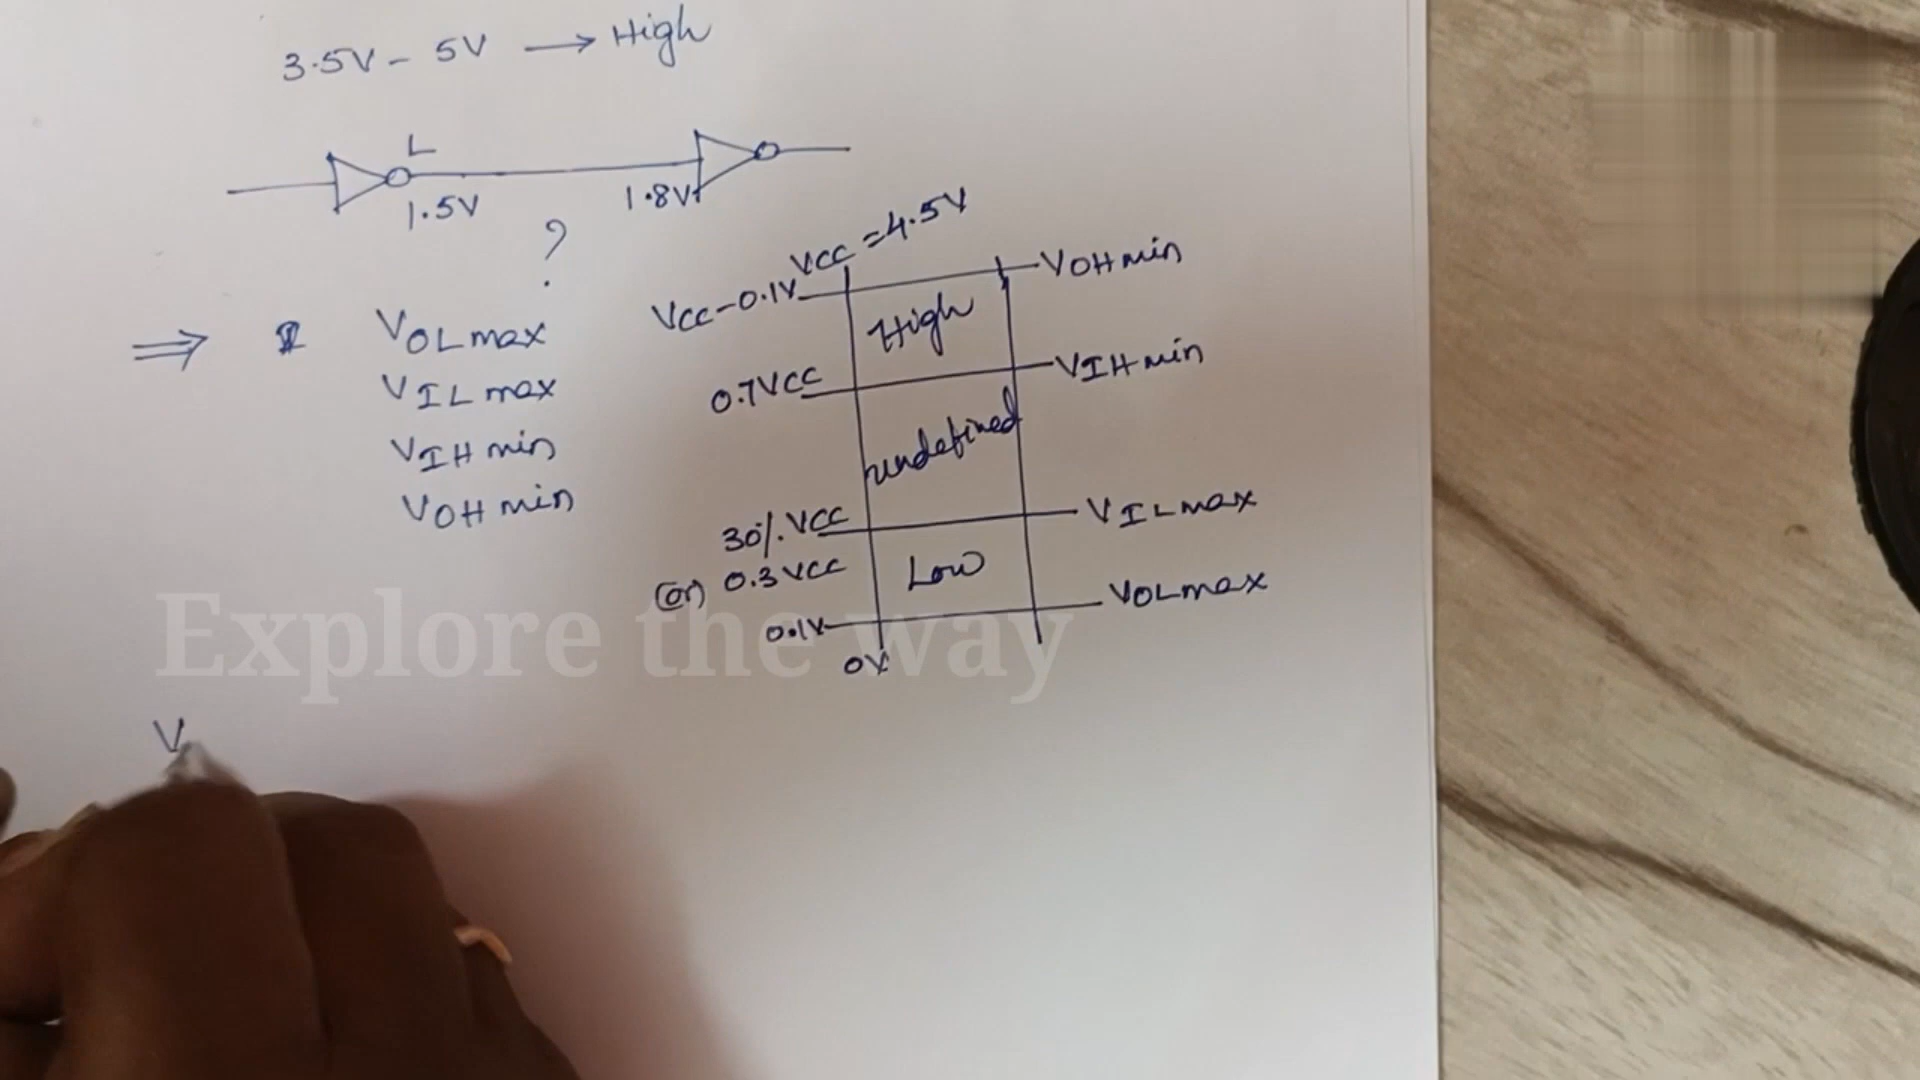 3.5V - 5V → High
L
1.5V
1.8V
?
VCC = 4.5V
VCC-0.1V
VOH min
High
⇒ VOL max
VIL max
VIH min
VOH min
0.7VCC
VIH min
undefined
30%. VCC
VIL max
(or) 0.3 VCC
Low
0.1V
VOL max
0V
Explore the way
V